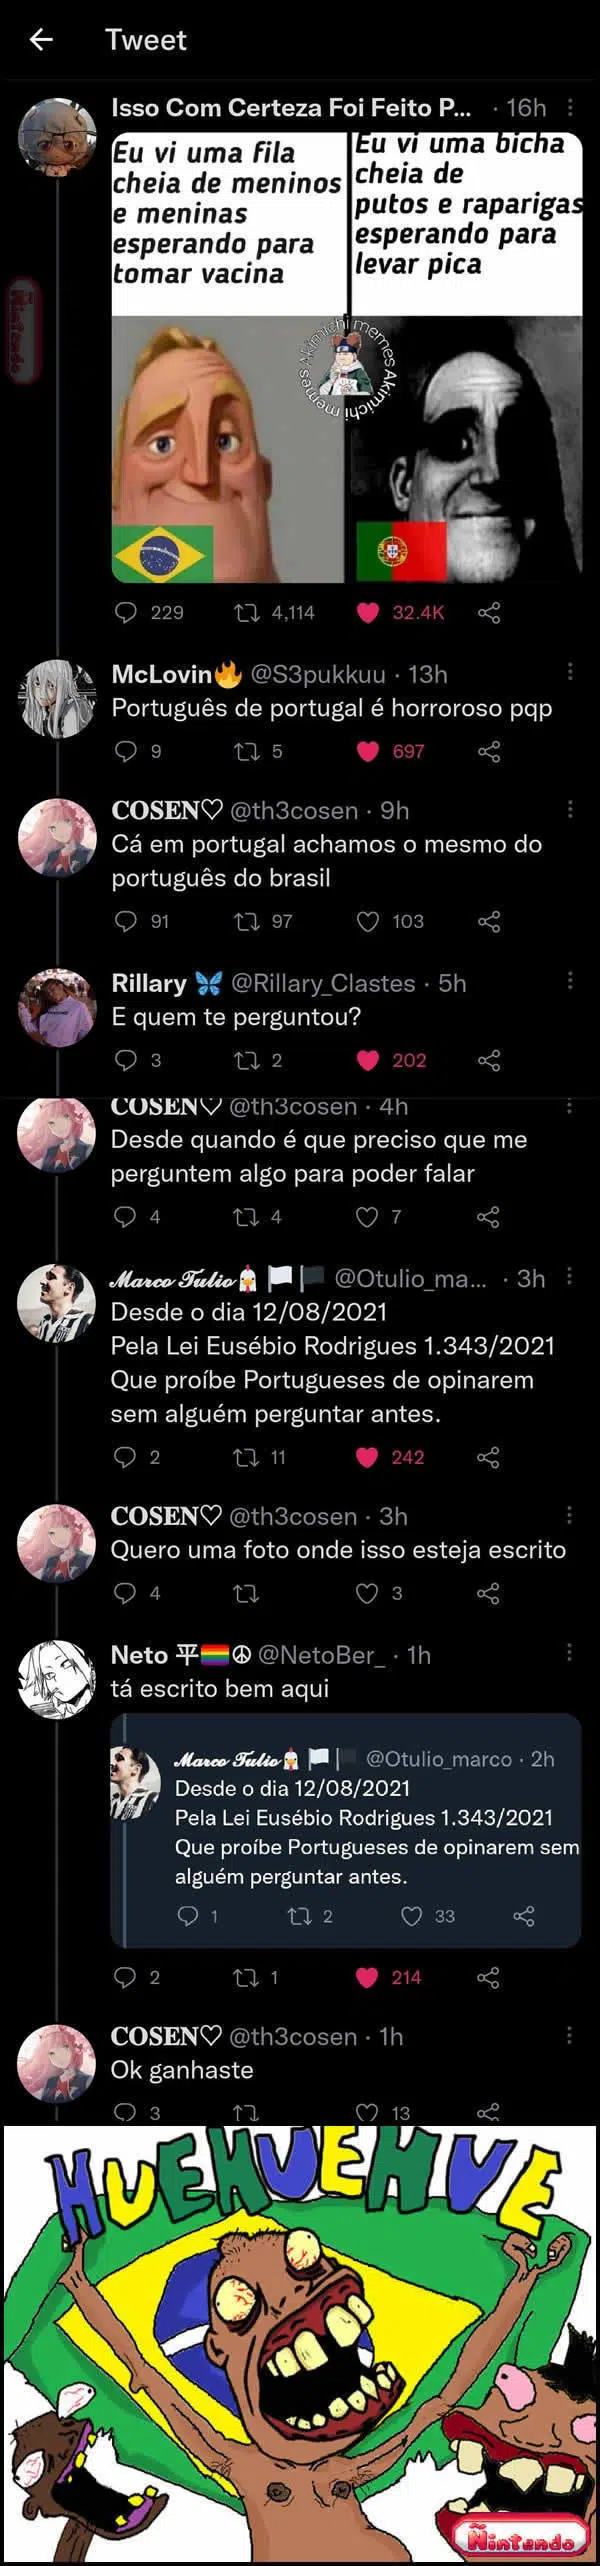 Tweet
Isso Com Certeza Foi Feito P... · 16h
Eu vi uma fila
cheia de meninos
e meninas
esperando para
tomar vacina
Eu vi uma bicha
cheia de
putos e raparigas
esperando para
levar pica
Akimichi memes Akimichi memes
Ñintendo
229 4,114 32.4K
McLovin🔥 @S3pukkuu · 13h
Português de portugal é horroroso pqp
9 5 697
COSEN♡ @th3cosen · 9h
Cá em portugal achamos o mesmo do
português do brasil
91 97 103
Rillary 🦋 @Rillary_Clastes · 5h
E quem te perguntou?
3 2 202
COSEN♡ @th3cosen · 4h
Desde quando é que preciso que me
perguntem algo para poder falar
4 4 7
𝓜𝓪𝓻𝓬𝓸 𝓣𝓾𝓵𝓲𝓸🐔🏳🏴 @Otulio_ma... · 3h
Desde o dia 12/08/2021
Pela Lei Eusébio Rodrigues 1.343/2021
Que proíbe Portugueses de opinarem
sem alguém perguntar antes.
2 11 242
COSEN♡ @th3cosen · 3h
Quero uma foto onde isso esteja escrito
4 3
Neto 平🏳️‍🌈☮ @NetoBer_ · 1h
tá escrito bem aqui
𝓜𝓪𝓻𝓬𝓸 𝓣𝓾𝓵𝓲𝓸🐔🏳🏴 @Otulio_marco · 2h
Desde o dia 12/08/2021
Pela Lei Eusébio Rodrigues 1.343/2021
Que proíbe Portugueses de opinarem sem
alguém perguntar antes.
1 2 33
2 1 214
COSEN♡ @th3cosen · 1h
Ok ganhaste
3 13
HUEHUEHUE
Ñintendo